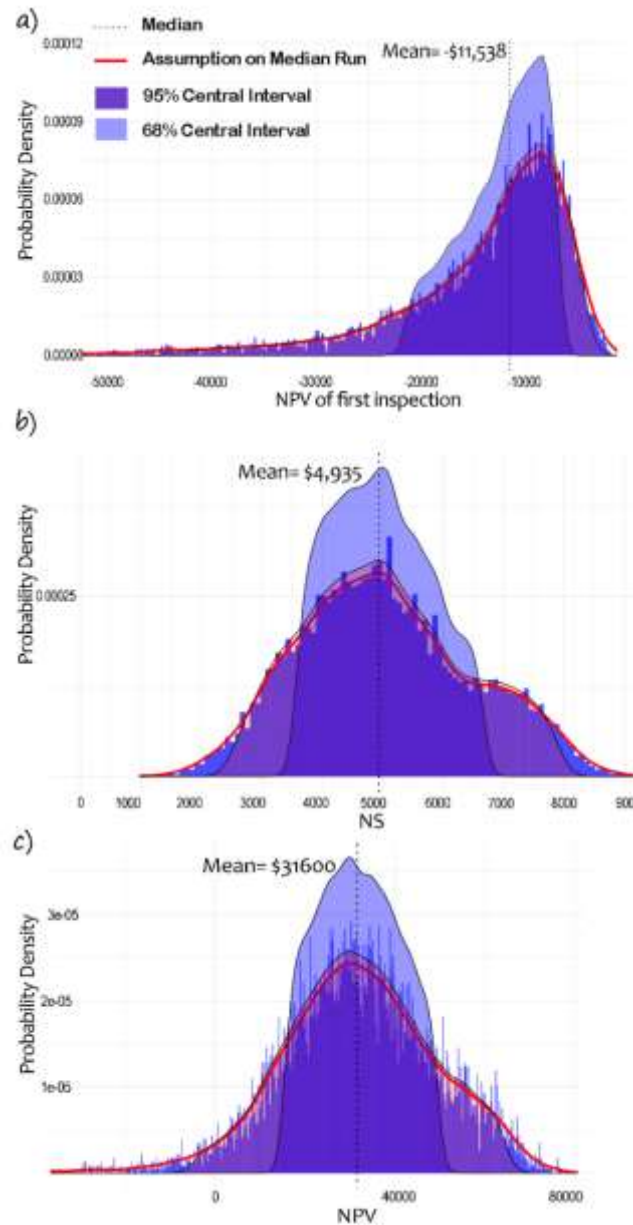 a)
Median
Assumption on Median Run
95% Central Interval
68% Central Interval
Mean= -$11,538
Probability Density
0.00012
0.00009
0.00006
0.00003
0.00000
-50000 -40000 -30000 -20000 -10000
NPV of first inspection
b)
Mean= $4,935
Probability Density
0.00025
0 1000 2000 3000 4000 5000 6000 7000 8000 900
NS
c)
Mean= $31600
Probability Density
3e-05
2e-05
1e-05
0 40000 80000
NPV